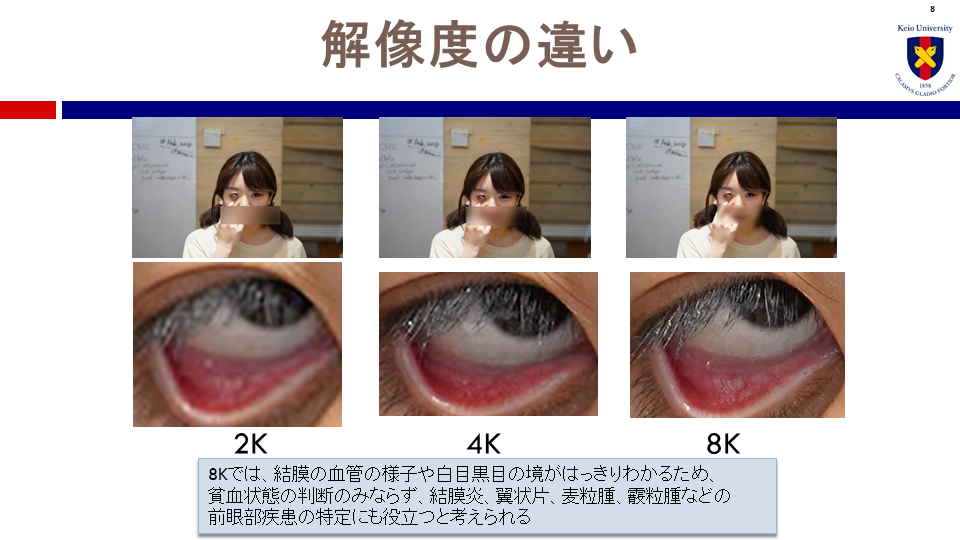 8
解像度の違い
Keio University
1858
CALAMVS GLADIO FORTIOR
2K
4K
8K
8Kでは、結膜の血管の様子や白目黒目の境がはっきりわかるため、
貧血状態の判断のみならず、結膜炎、翼状片、麦粒腫、霰粒腫などの
前眼部疾患の特定にも役立つと考えられる